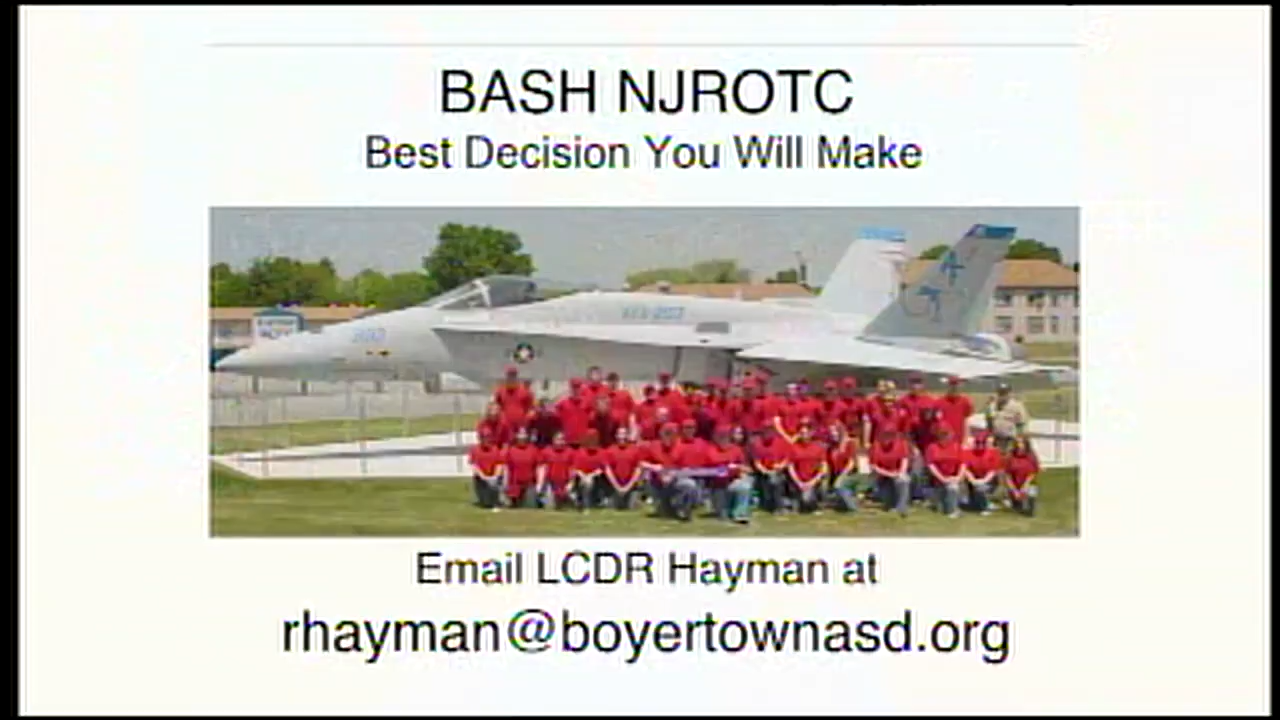 BASH NJROTC
Best Decision You Will Make
Email LCDR Hayman at
rhayman@boyertownasd.org